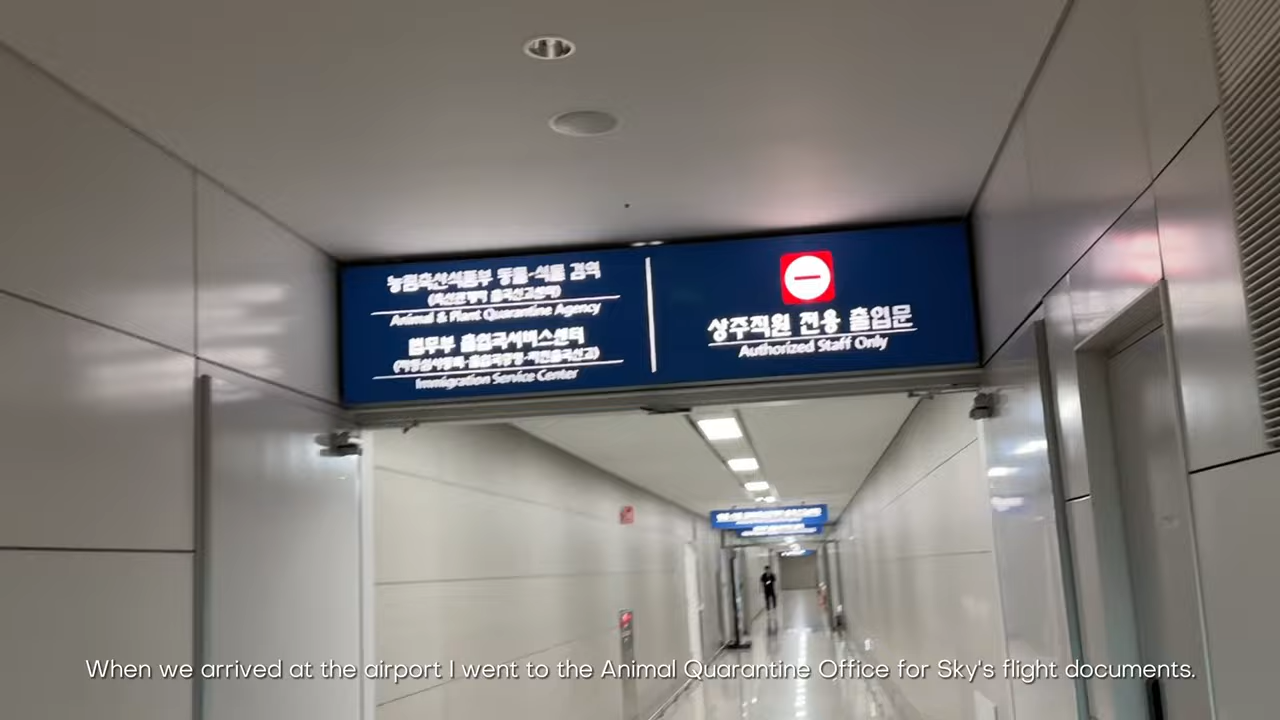 농림축산식품부 동물·식물 검역
Animal & Plant Quarantine Agency
법무부 출입국서비스센터
Immigration Service Center
상주직원 전용 출입문
Authorized Staff Only
When we arrived at the airport I went to the Animal Quarantine Office for Sky's flight documents.